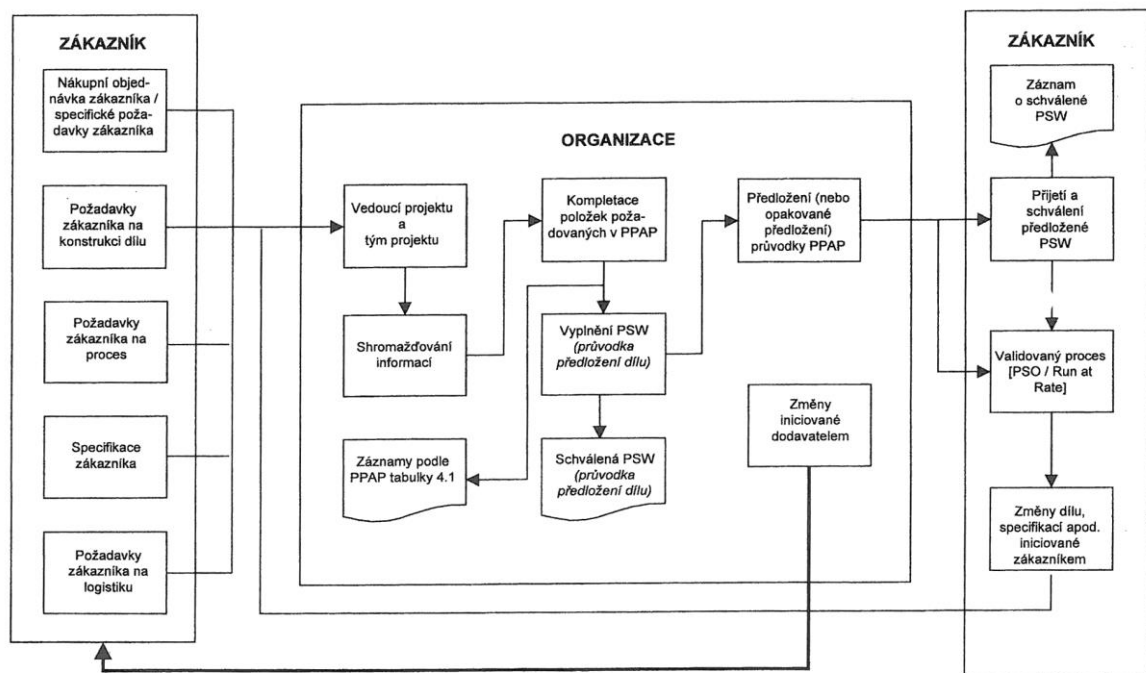 ZÁKAZNÍK
Nákupní objed-
návka zákazníka /
specifické poža-
davky zákazníka
Požadavky
zákazníka na
konstrukci dílu
Požadavky
zákazníka na
proces
Specifikace
zákazníka
Požadavky
zákazníka na
logistiku
ORGANIZACE
Vedoucí projektu
a
tým projektu
Shromažďování
informací
Záznamy podle
PPAP tabulky 4.1
Kompletace
položek poža-
dovaných v PPAP
Vyplnění PSW
(průvodka
předložení dílu)
Schválená PSW
(průvodka
předložení dílu)
Předložení (nebo
opakované
předložení)
průvodky PPAP
Změny
iniciované
dodavatelem
ZÁKAZNÍK
Záznam
o schválené
PSW
Přijetí a
schválení
předložené
PSW
Validovaný proces
[PSO / Run at
Rate]
Změny dílu,
specifikací apod.
iniciované
zákazníkem